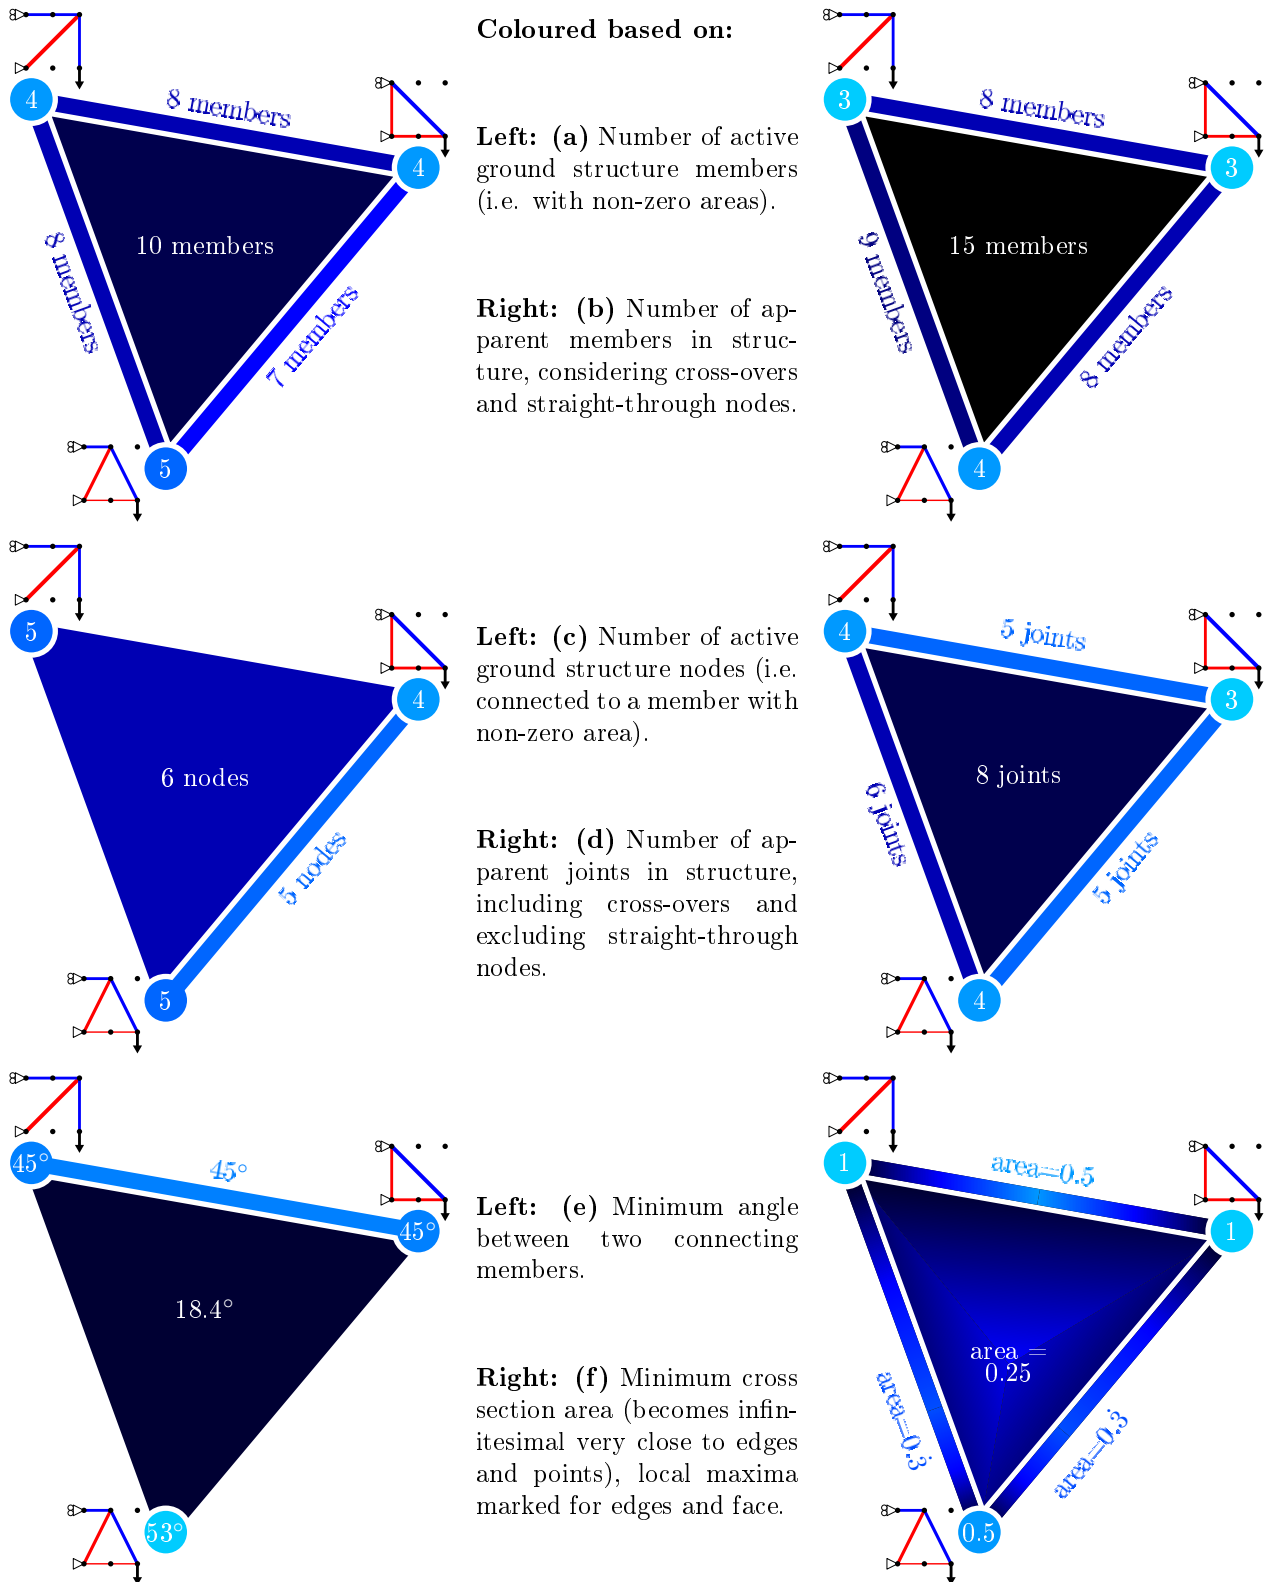 Coloured based on:
4
8 members
4
10 members
8 members
7 members
5
Left: (a) Number of active
ground structure members
(i.e. with non-zero areas).
Right: (b) Number of ap-
parent members in struc-
ture, considering cross-overs
and straight-through nodes.
3
8 members
3
15 members
9 members
8 members
4
5
4
6 nodes
5 nodes
5
Left: (c) Number of active
ground structure nodes (i.e.
connected to a member with
non-zero area).
Right: (d) Number of ap-
parent joints in structure,
including cross-overs and
excluding straight-through
nodes.
4
5 joints
3
8 joints
6 joints
5 joints
4
45°
45°
45°
18.4°
53°
Left: (e) Minimum angle
between two connecting
members.
Right: (f) Minimum cross
section area (becomes infin-
itesimal very close to edges
and points), local maxima
marked for edges and face.
1
area=0.5
1
area =
0.25
area=0.3̇
area=0.3̇
0.5